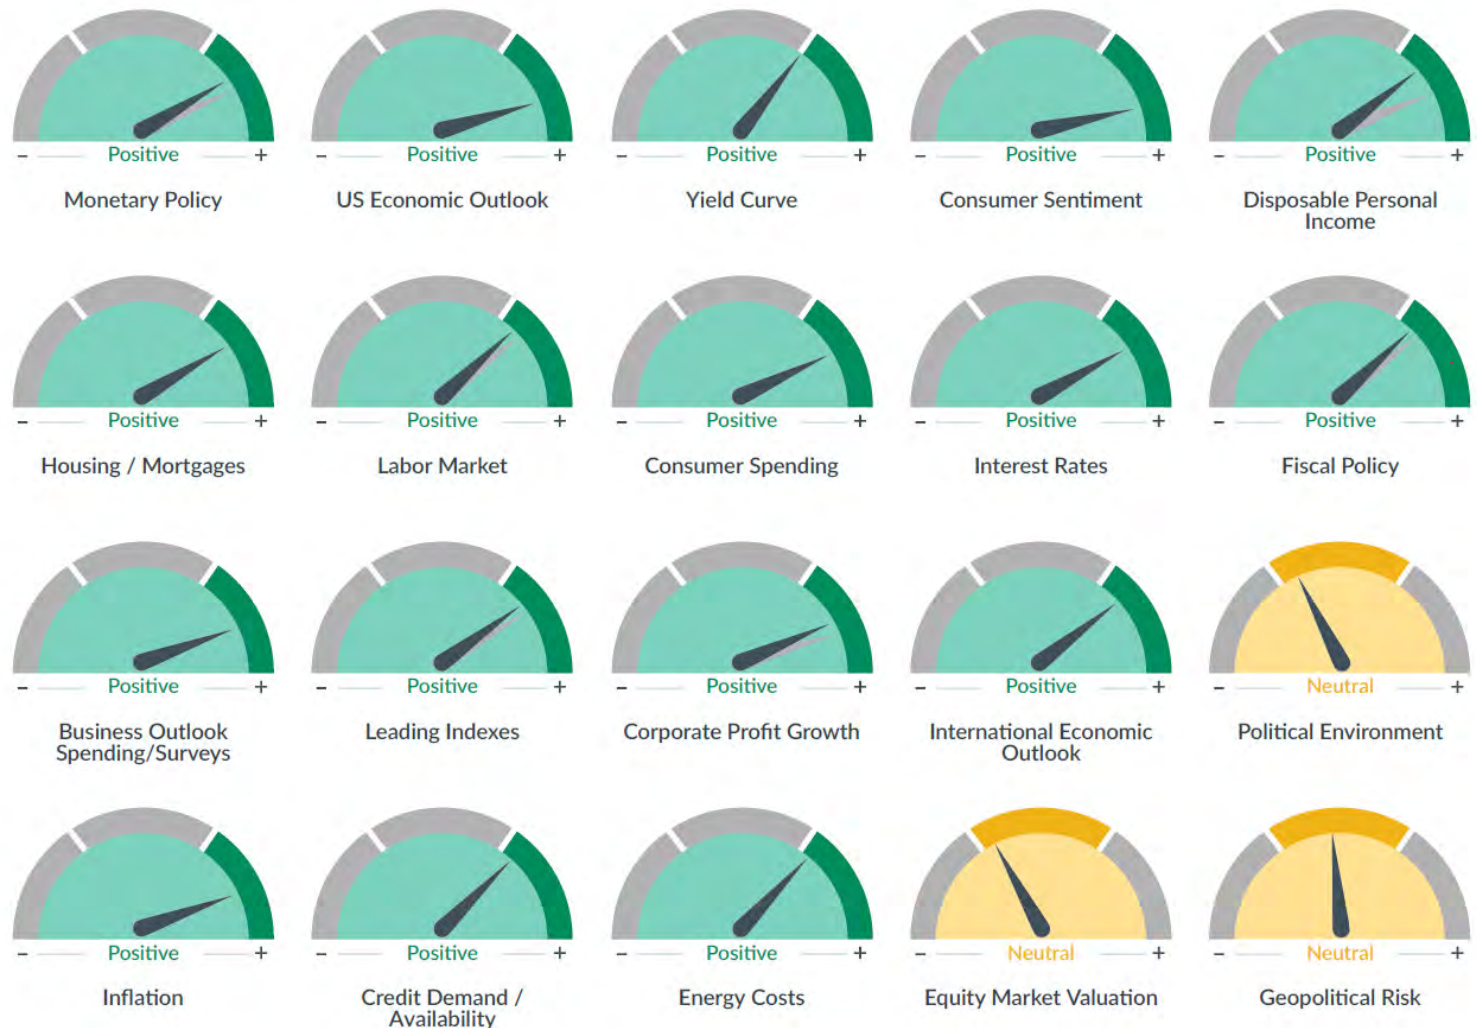 - Positive +
- Positive +
- Positive +
- Positive +
- Positive +
Monetary Policy
US Economic Outlook
Yield Curve
Consumer Sentiment
Disposable Personal
Income
- Positive +
- Positive +
- Positive +
- Positive +
- Positive +
Housing / Mortgages
Labor Market
Consumer Spending
Interest Rates
Fiscal Policy
- Positive +
- Positive +
- Positive +
- Positive +
- Neutral +
Business Outlook
Spending/Surveys
Leading Indexes
Corporate Profit Growth
International Economic
Outlook
Political Environment
- Positive +
- Positive +
- Positive +
- Neutral +
- Neutral +
Inflation
Credit Demand /
Availability
Energy Costs
Equity Market Valuation
Geopolitical Risk